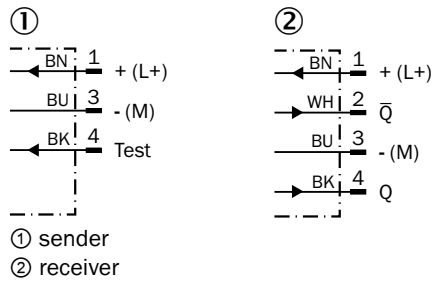 ① ②
BN 1 + (L+)
BU 3 - (M)
BK 4 Test
BN 1 + (L+)
WH 2 Q̅
BU 3 - (M)
BK 4 Q
① sender
② receiver